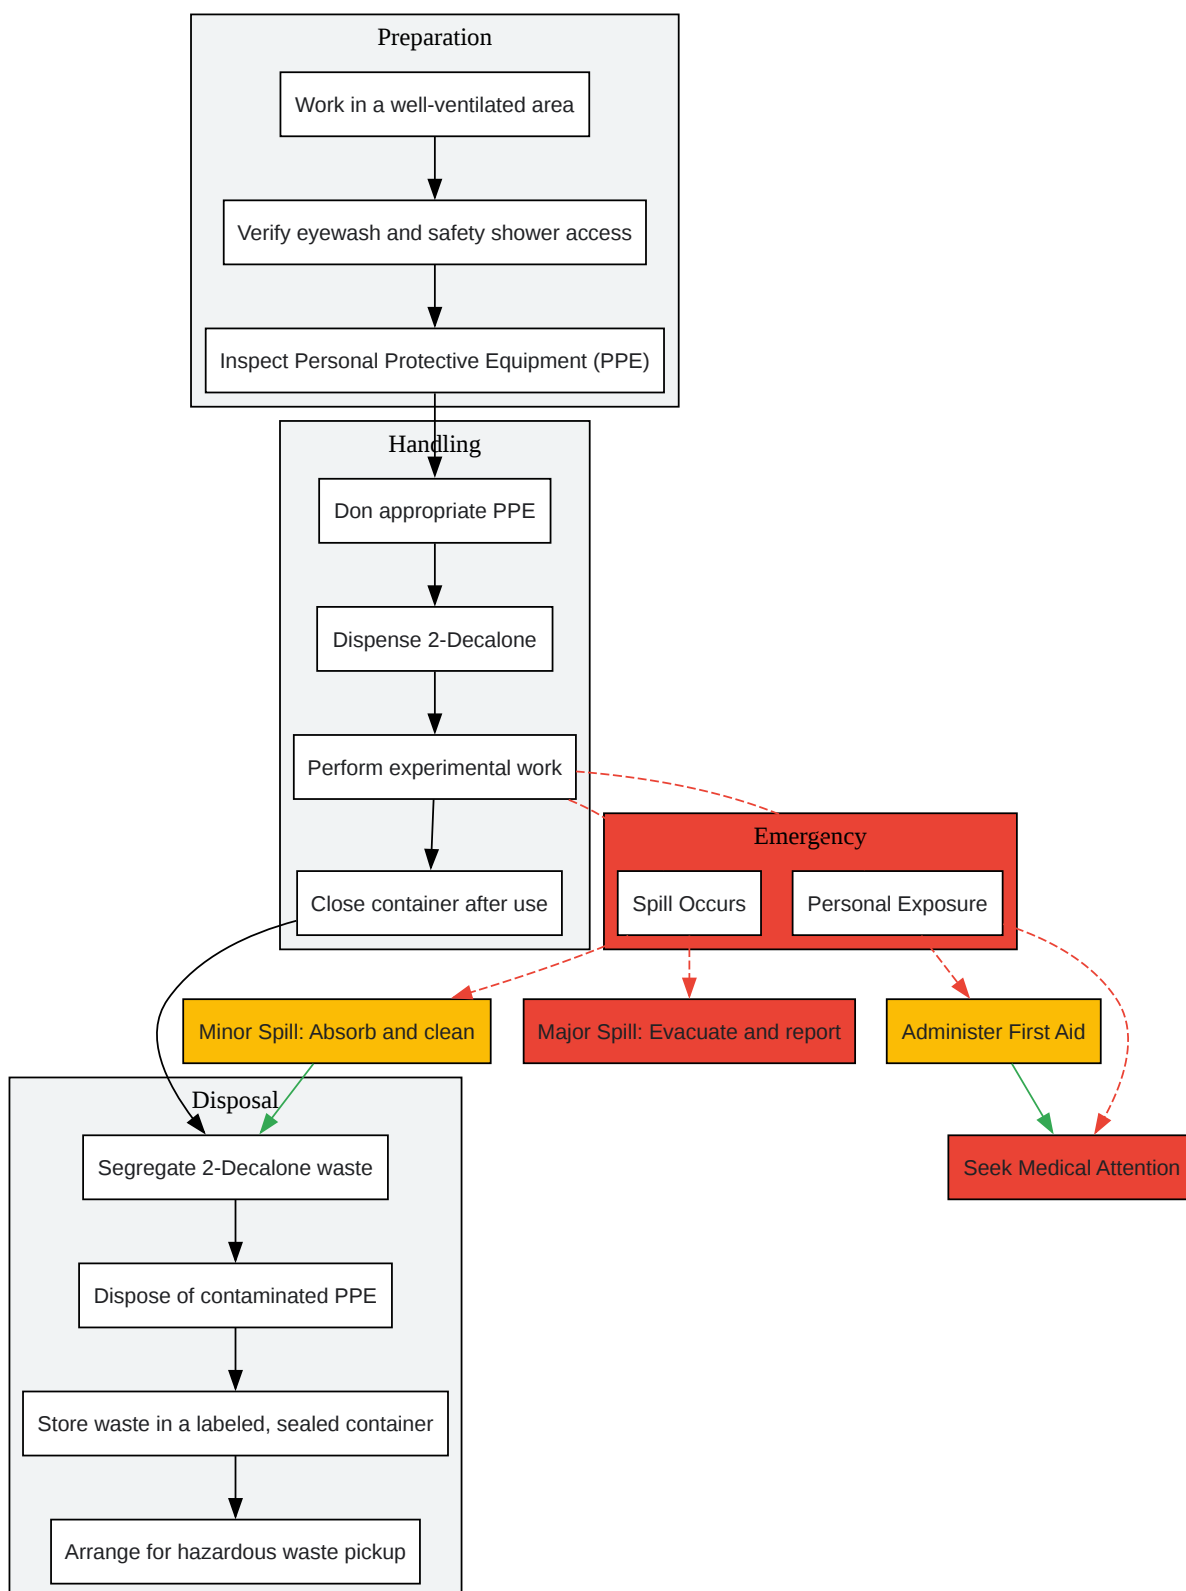 Preparation
Work in a well-ventilated area
Verify eyewash and safety shower access
Inspect Personal Protective Equipment (PPE)
Handling
Don appropriate PPE
Dispense 2-Decalone
Perform experimental work
Close container after use
Emergency
Spill Occurs
Personal Exposure
Minor Spill: Absorb and clean
Major Spill: Evacuate and report
Administer First Aid
Seek Medical Attention
Disposal
Segregate 2-Decalone waste
Dispose of contaminated PPE
Store waste in a labeled, sealed container
Arrange for hazardous waste pickup